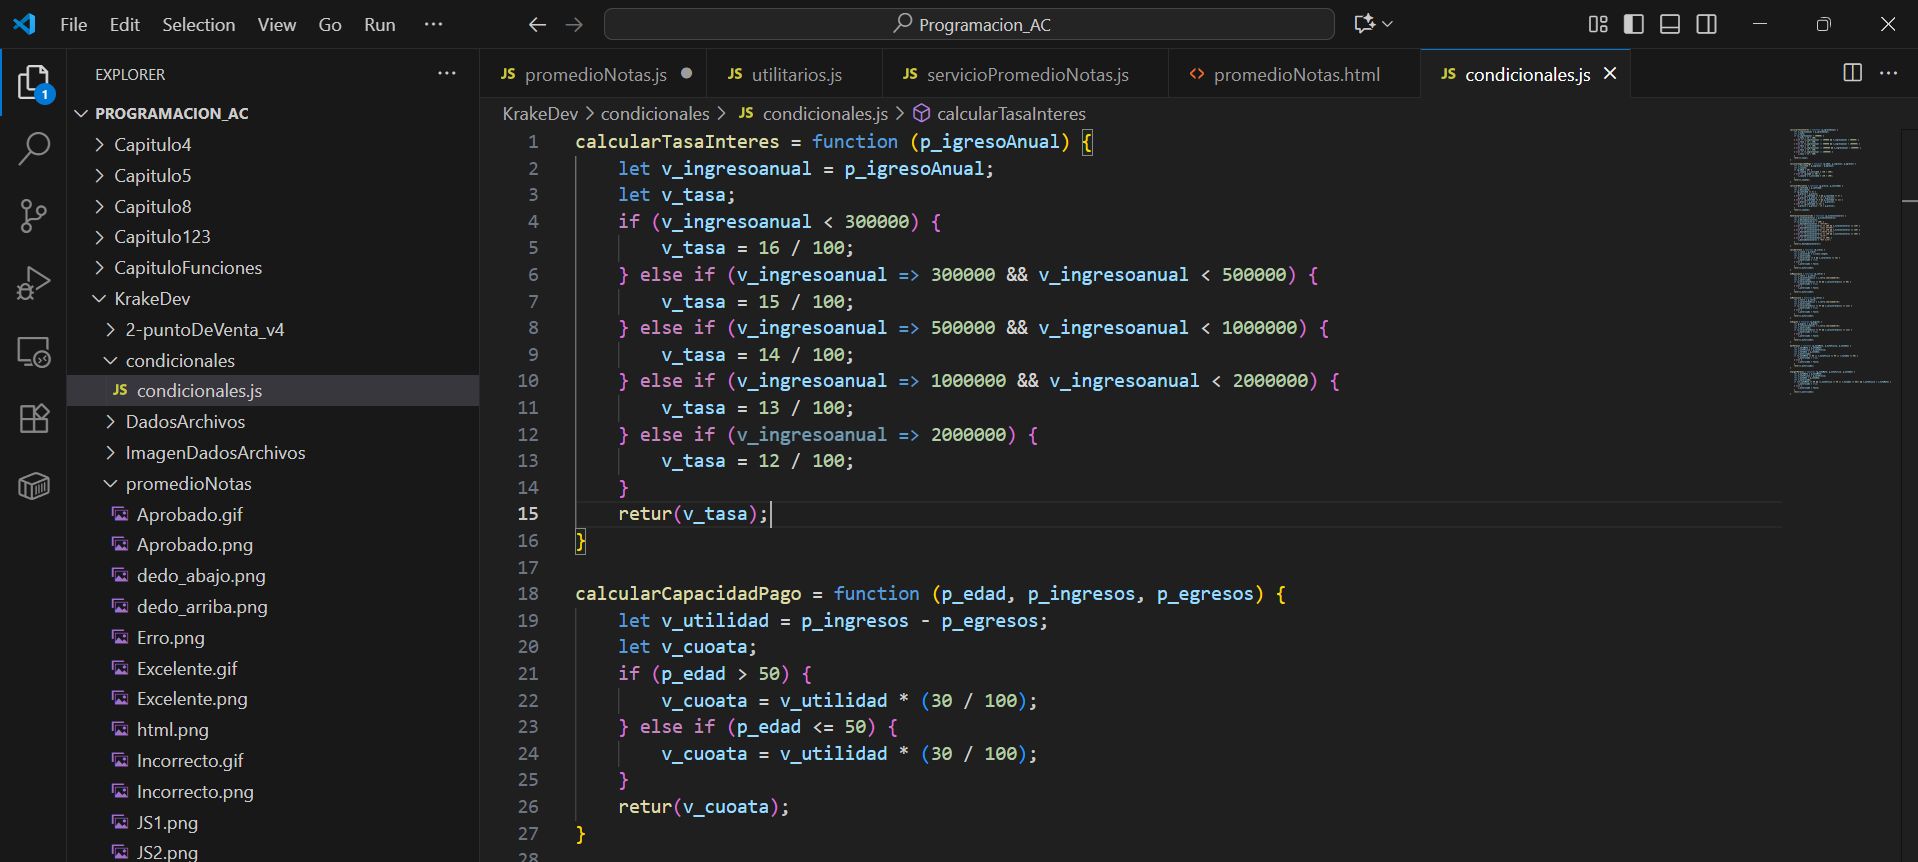 File Edit Selection View Go Run ··· Programacion_AC
EXPLORER ···
PROGRAMACION_AC
Capitulo4
Capitulo5
Capitulo8
Capitulo123
CapituloFunciones
KrakeDev
2-puntoDeVenta_v4
condicionales
JS condicionales.js
DadosArchivos
ImagenDadosArchivos
promedioNotas
Aprobado.gif
Aprobado.png
dedo_abajo.png
dedo_arriba.png
Erro.png
Excelente.gif
Excelente.png
html.png
Incorrecto.gif
Incorrecto.png
JS1.png
JS2.png
1
JS promedioNotas.js JS utilitarios.js JS servicioPromedioNotas.js <> promedioNotas.html JS condicionales.js
KrakeDev > condicionales > JS condicionales.js > calcularTasaInteres
1 calcularTasaInteres = function (p_igresoAnual) {
2 let v_ingresoanual = p_igresoAnual;
3 let v_tasa;
4 if (v_ingresoanual < 300000) {
5 v_tasa = 16 / 100;
6 } else if (v_ingresoanual => 300000 && v_ingresoanual < 500000) {
7 v_tasa = 15 / 100;
8 } else if (v_ingresoanual => 500000 && v_ingresoanual < 1000000) {
9 v_tasa = 14 / 100;
10 } else if (v_ingresoanual => 1000000 && v_ingresoanual < 2000000) {
11 v_tasa = 13 / 100;
12 } else if (v_ingresoanual => 2000000) {
13 v_tasa = 12 / 100;
14 }
15 retur(v_tasa);
16 }
17
18 calcularCapacidadPago = function (p_edad, p_ingresos, p_egresos) {
19 let v_utilidad = p_ingresos - p_egresos;
20 let v_cuoata;
21 if (p_edad > 50) {
22 v_cuoata = v_utilidad * (30 / 100);
23 } else if (p_edad <= 50) {
24 v_cuoata = v_utilidad * (30 / 100);
25 }
26 retur(v_cuoata);
27 }
28